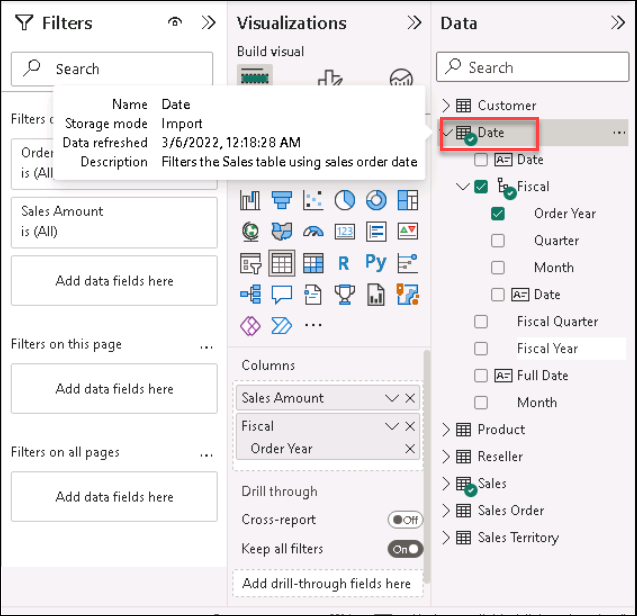 Filters
Search
Filters o
Name Date
Storage mode Import
Data refreshed 3/6/2022, 12:18:28 AM
Description Filters the Sales table using sales order date
Orde
is (All)
Sales Amount
is (All)
Add data fields here
Filters on this page
...
Add data fields here
Filters on all pages
...
Add data fields here
Visualizations
Build visual
123
R
Py
...
Columns
Sales Amount
Fiscal
Order Year
Drill through
Cross-report
Off
Keep all filters
On
Add drill-through fields here
Data
Search
Customer
Date
...
Date
Fiscal
Order Year
Quarter
Month
Date
Fiscal Quarter
Fiscal Year
Full Date
Month
Product
Reseller
Sales
Sales Order
Sales Territory